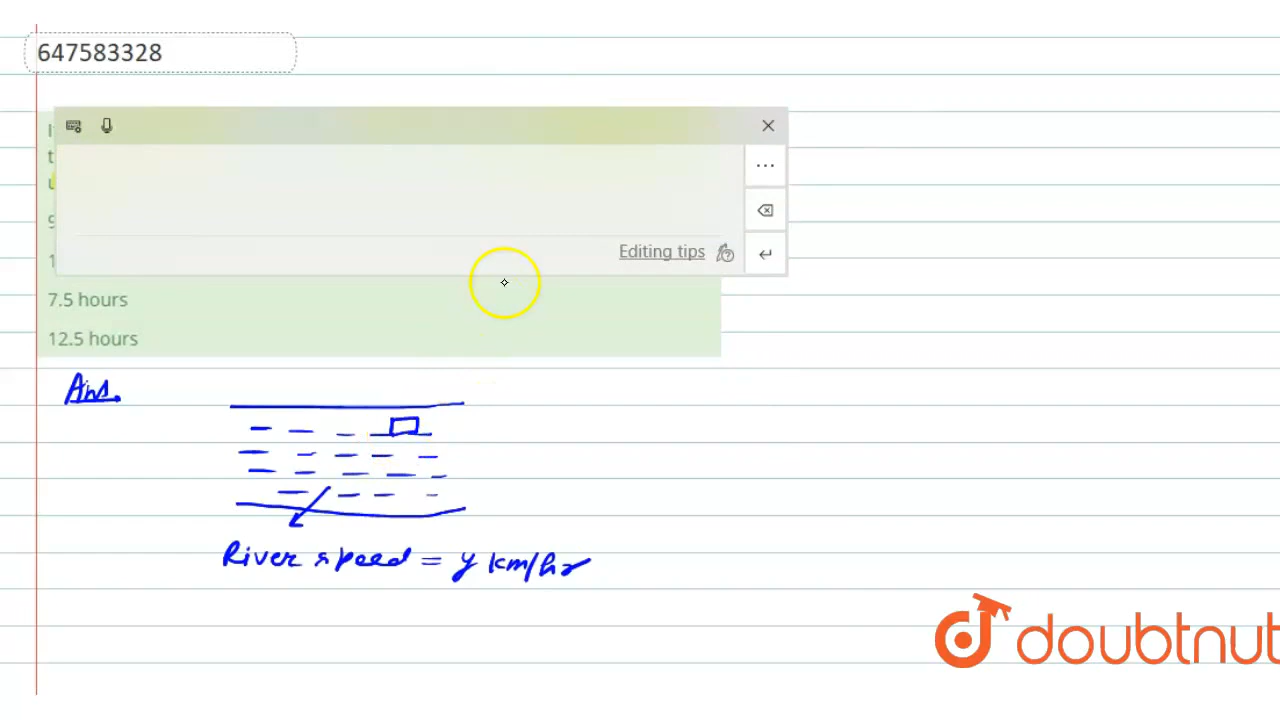 647583328
Editing tips
7.5 hours
12.5 hours
Ans.
River speed = y km/hr
doubtnut